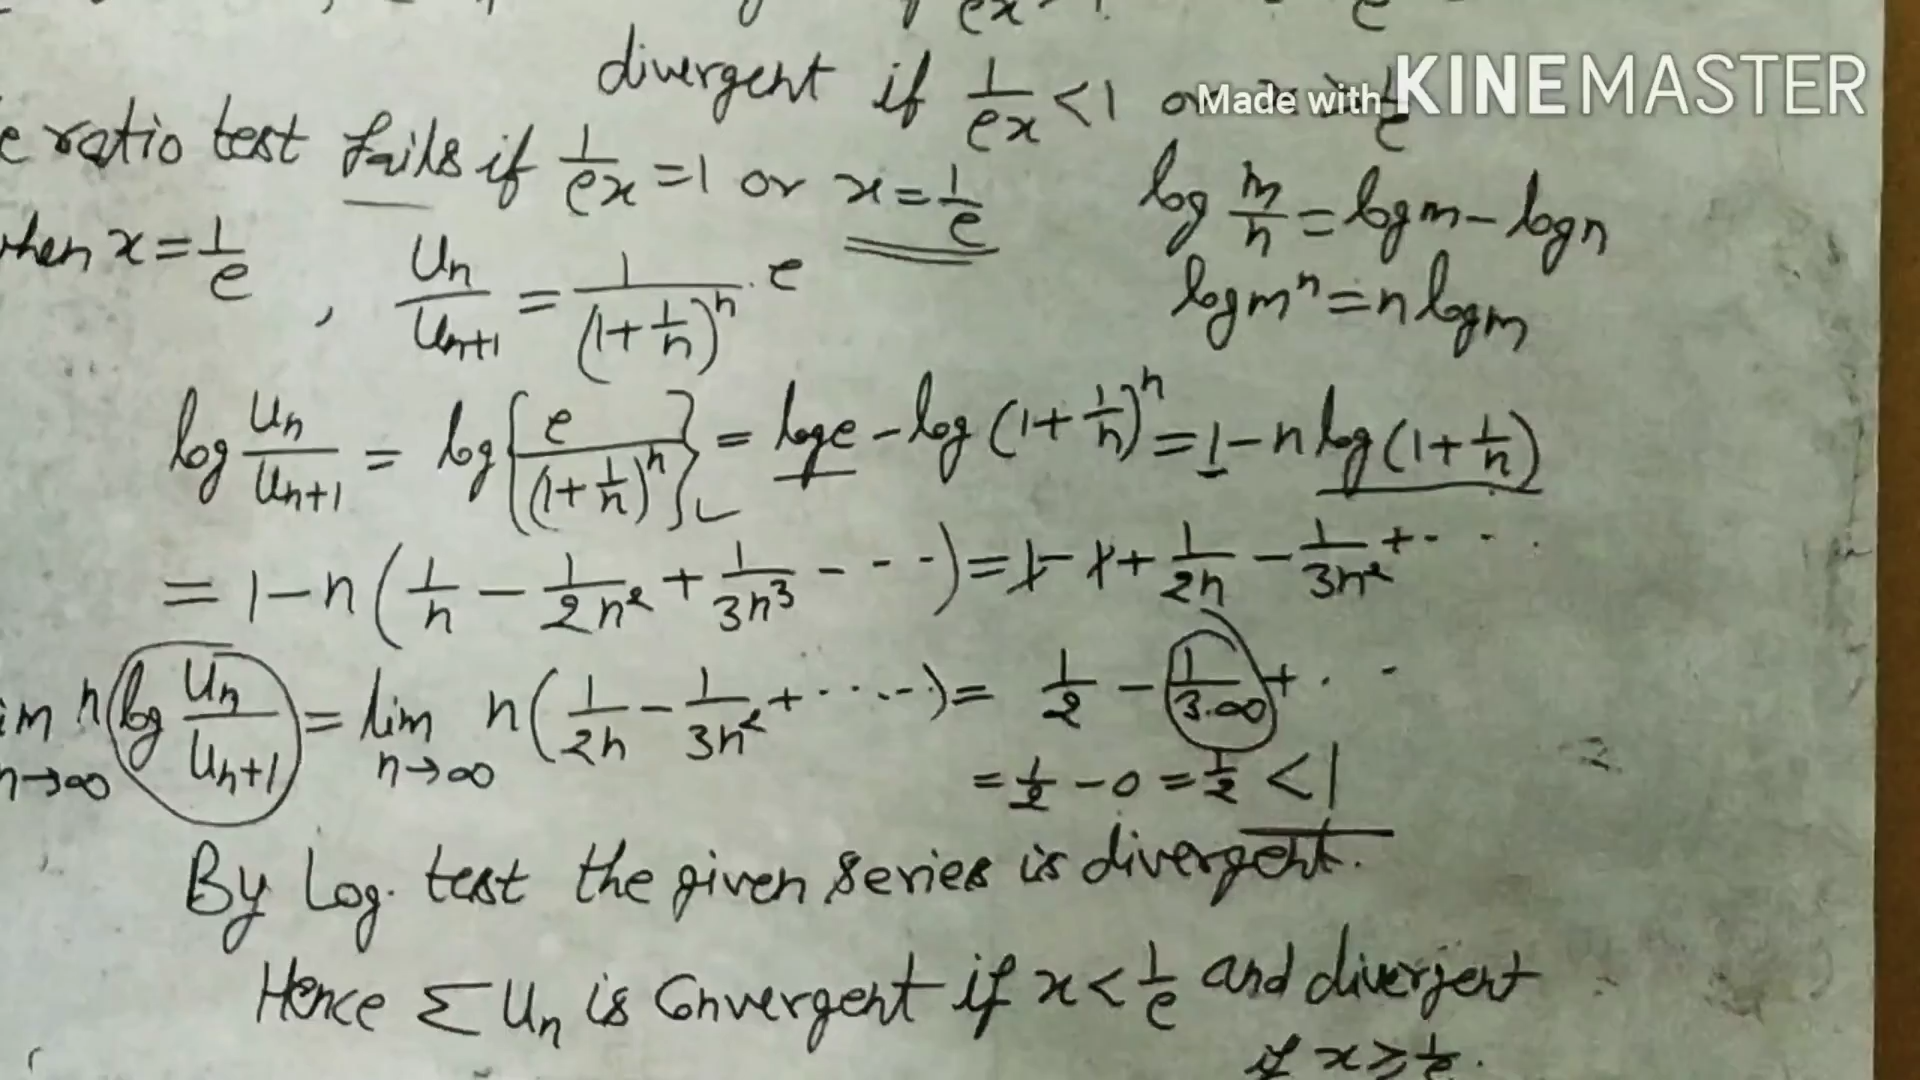 divergent if 1/ex < 1 or
Made with KINEMASTER
ratio test fails if 1/ex = 1 or x = 1/e
when x = 1/e , Un/Un+1 = 1/(1+1/n)^n . e
log m/n = log m - log n
log m^n = n log m
log Un/Un+1 = log { e/(1+1/n)^n } = log e - log (1+1/n)^n = 1 - n log (1+1/n)
= 1 - n ( 1/n - 1/2n² + 1/3n³ - - - - ) = 1 - 1 + 1/2n - 1/3n² + - - -
lim n→∞ n log Un/Un+1 = lim n→∞ n ( 1/2n - 1/3n² + ...... ) = 1/2 - 1/3.∞ + . -
= 1/2 - 0 = 1/2 < 1
By Log. test the given series is divergent.
Hence Σ Un is Convergent if x < 1/e and divergent
if x ≥ 1/e.